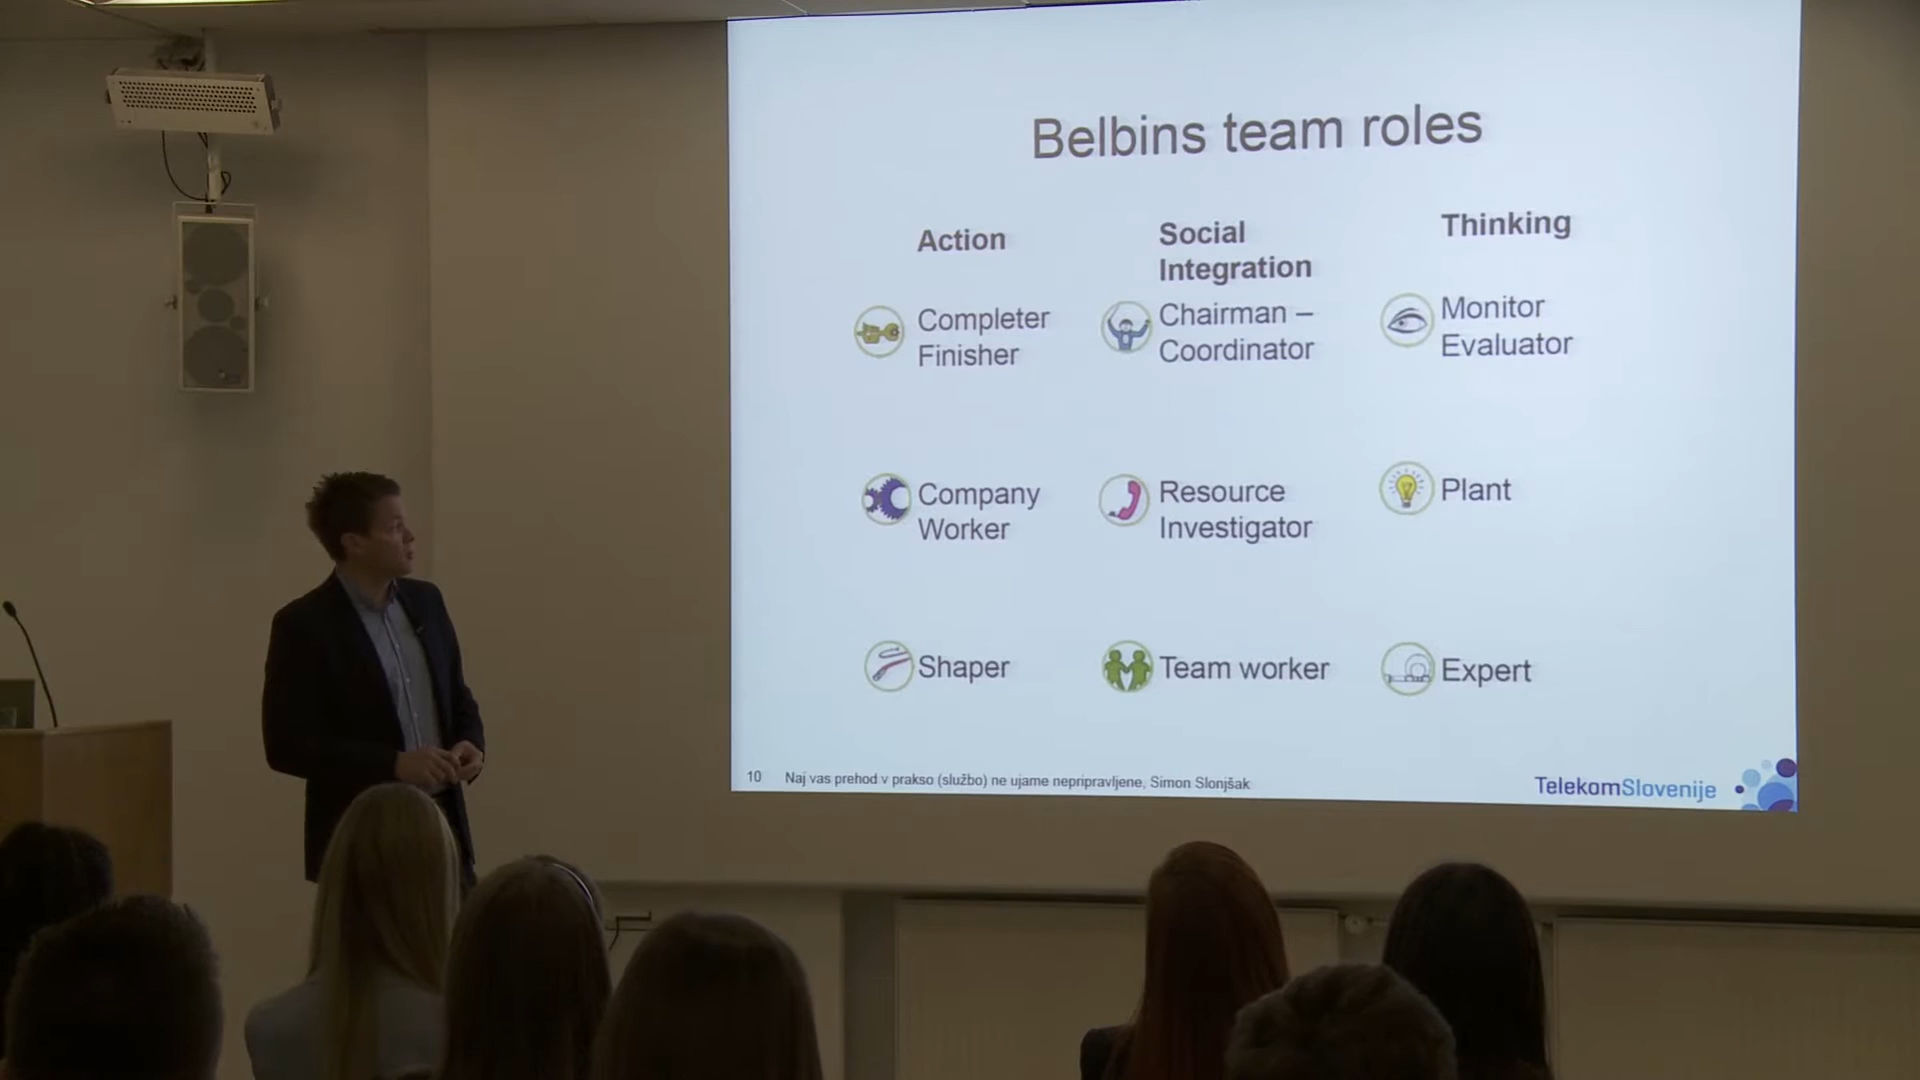 Belbins team roles
Action
Social
Integration
Thinking
Completer
Finisher
Chairman –
Coordinator
Monitor
Evaluator
Company
Worker
Resource
Investigator
Plant
Shaper
Team worker
Expert
10 Naj vas prehod v prakso (službo) ne ujame nepripravljene, Simon Slonjšak
TelekomSlovenije